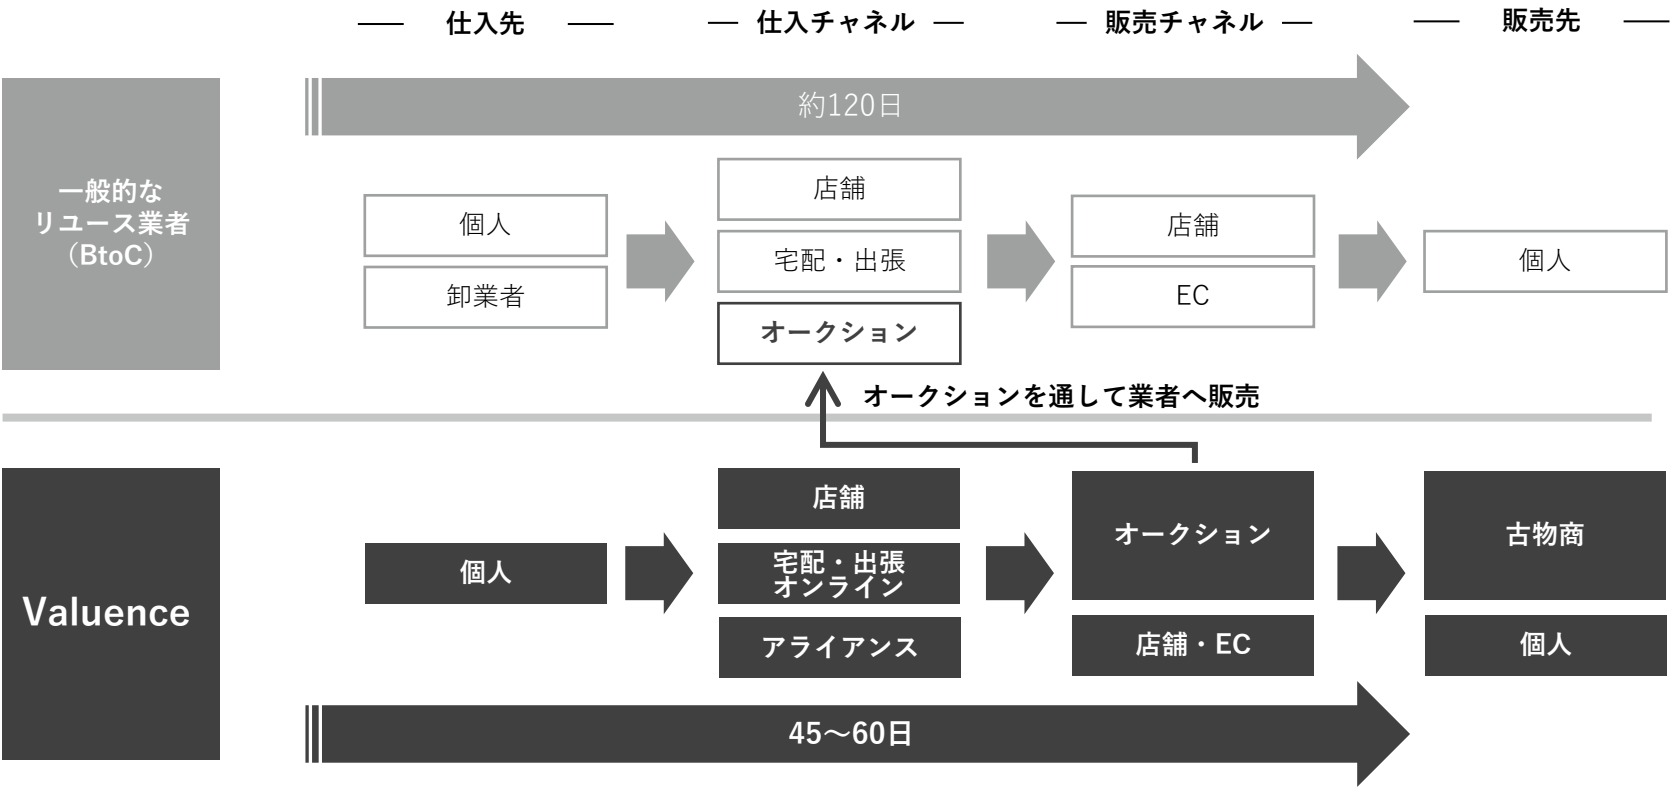 仕入先
仕入チャネル
販売チャネル
販売先
約120日
一般的な
リユース業者
（BtoC）
個人
卸業者
店舗
宅配・出張
オークション
店舗
EC
個人
オークションを通して業者へ販売
Valuence
個人
店舗
宅配・出張
オンライン
アライアンス
オークション
店舗・EC
古物商
個人
45～60日